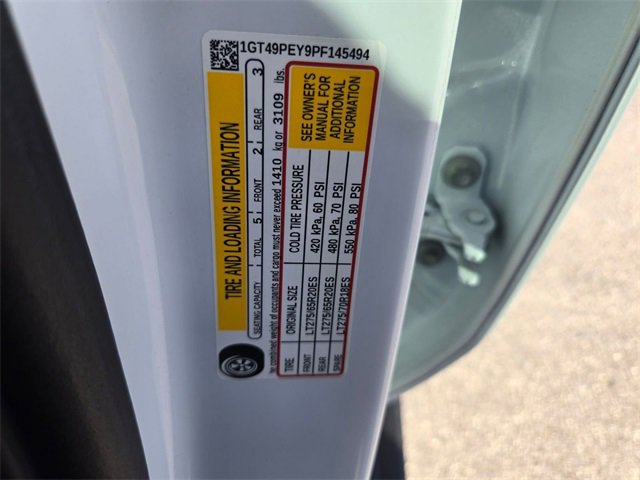 1GT49PEY9PF145494
TIRE AND LOADING INFORMATION
SEATING CAPACITY TOTAL 5 FRONT 2 REAR 3
he combined weight of occupants and cargo must never exceed 1410 kg or 3109 lbs.
TIRE ORIGINAL SIZE COLD TIRE PRESSURE
FRONT LT275/65R20ES 420 kPa, 60 PSI
REAR LT275/65R20ES 480 kPa, 70 PSI
SPARE LT275/70R18ES 550 kPa, 80 PSI
SEE OWNER'S
MANUAL FOR
ADDITIONAL
INFORMATION